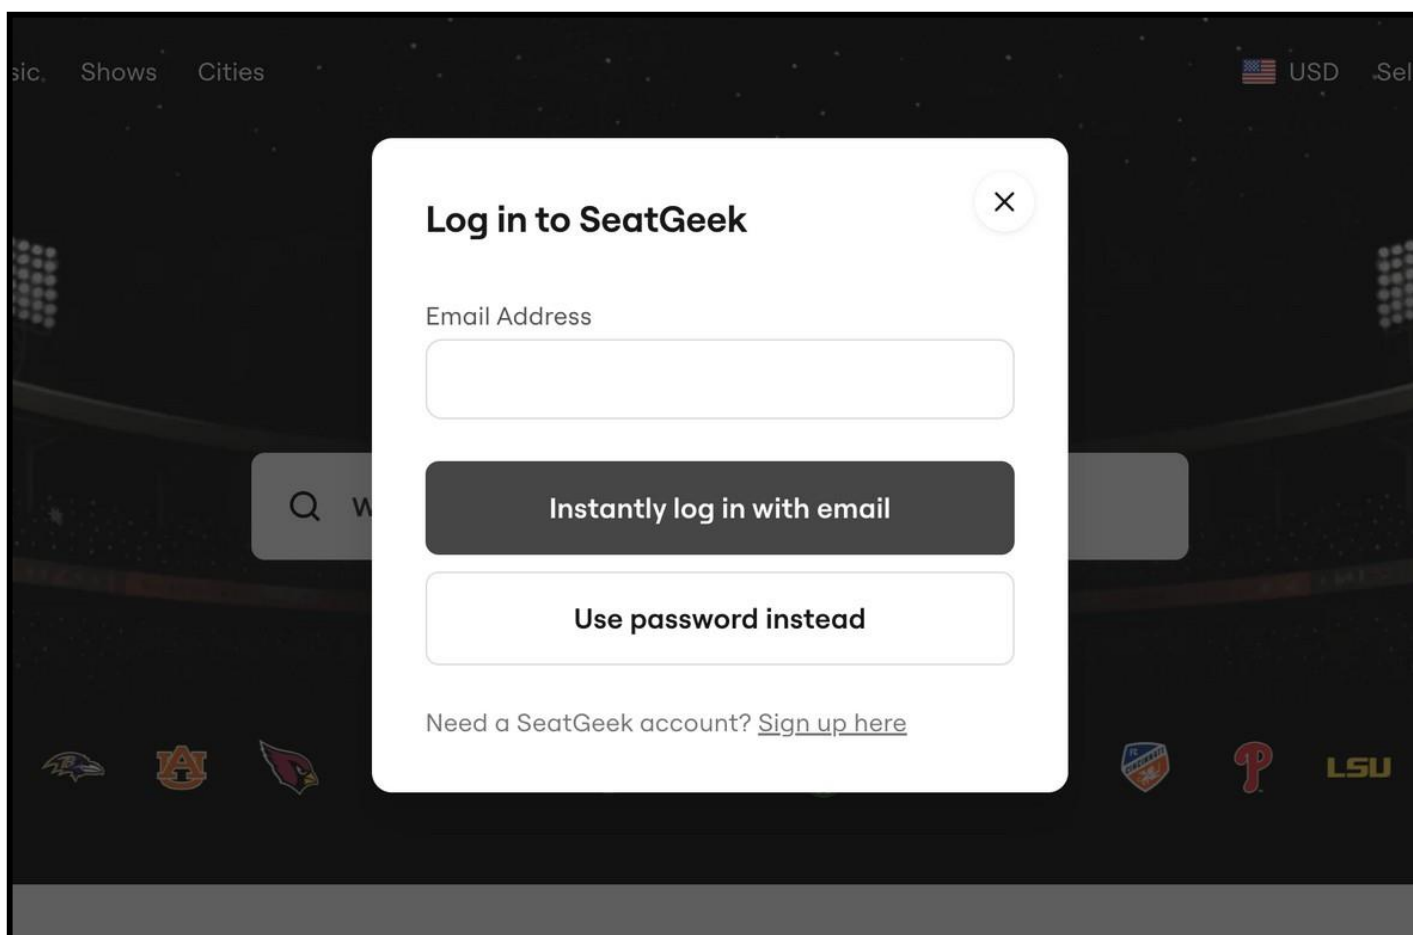 Shows Cities USD
Log in to SeatGeek
Email Address
Instantly log in with email
Use password instead
Need a SeatGeek account? Sign up here
LSU